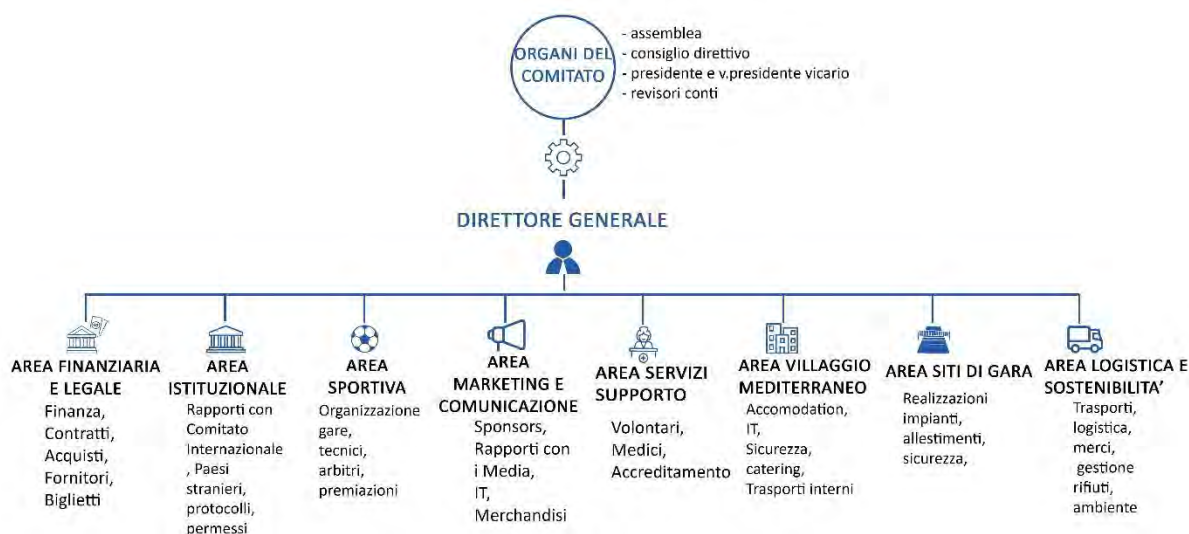 ORGANI DEL
COMITATO
- assemblea
- consiglio direttivo
- presidente e v.presidente vicario
- revisori conti
DIRETTORE GENERALE
AREA FINANZIARIA
E LEGALE
Finanza,
Contratti,
Acquisti,
Fornitori,
Biglietti
AREA
ISTITUZIONALE
Rapporti con
Comitato
Internazionale
, Paesi
stranieri,
protocolli,
permessi
AREA
SPORTIVA
Organizzazione
gare,
tecnici,
arbitri,
premiazioni
AREA
MARKETING E
COMUNICAZIONE
Sponsors,
Rapporti con
i Media,
IT,
Merchandisi
AREA SERVIZI
SUPPORTO
Volontari,
Medici,
Accreditamento
AREA VILLAGGIO
MEDITERRANEO
Accomodation,
IT,
Sicurezza,
catering,
Trasporti interni
AREA SITI DI GARA
Realizzazioni
impianti,
allestimenti,
sicurezza,
AREA LOGISTICA E
SOSTENIBILITA’
Trasporti,
logistica,
merci,
gestione
rifiuti,
ambiente